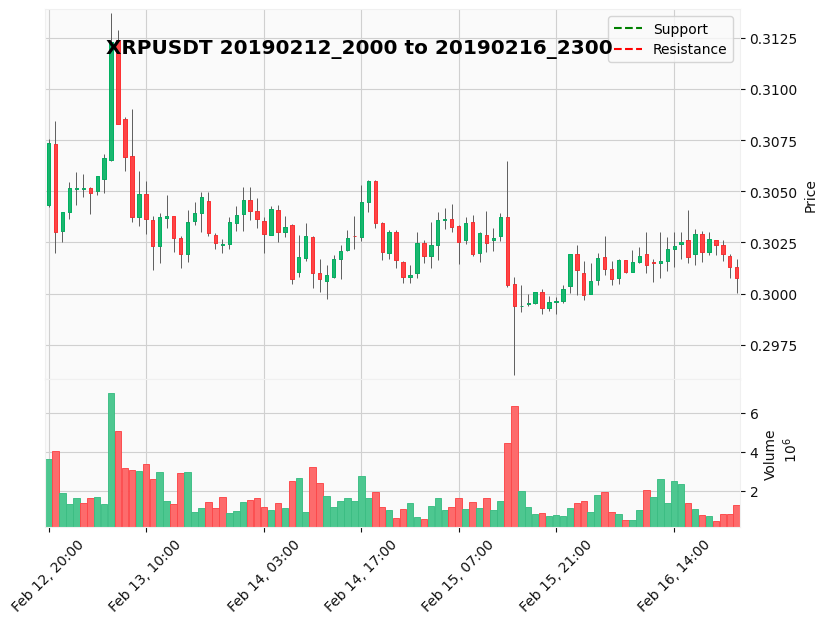 XRPUSDT 20190212_2000 to 20190216_2300
Support
Resistance
0.3125
0.3100
0.3075
0.3050
0.3025
0.3000
0.2975
Price
6
4
2
Volume
10^6
Feb 12, 20:00
Feb 13, 10:00
Feb 14, 03:00
Feb 14, 17:00
Feb 15, 07:00
Feb 15, 21:00
Feb 16, 14:00